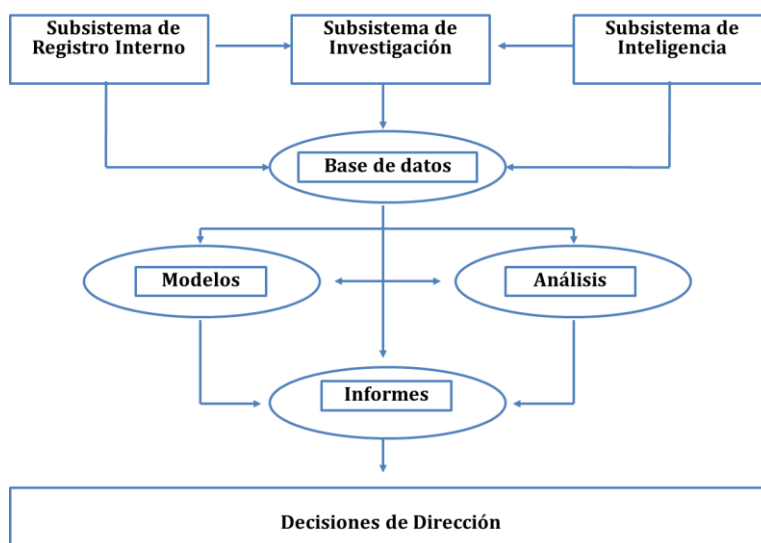 Subsistema de
Registro Interno
Subsistema de
Investigación
Subsistema de
Inteligencia
Base de datos
Modelos
Análisis
Informes
Decisiones de Dirección